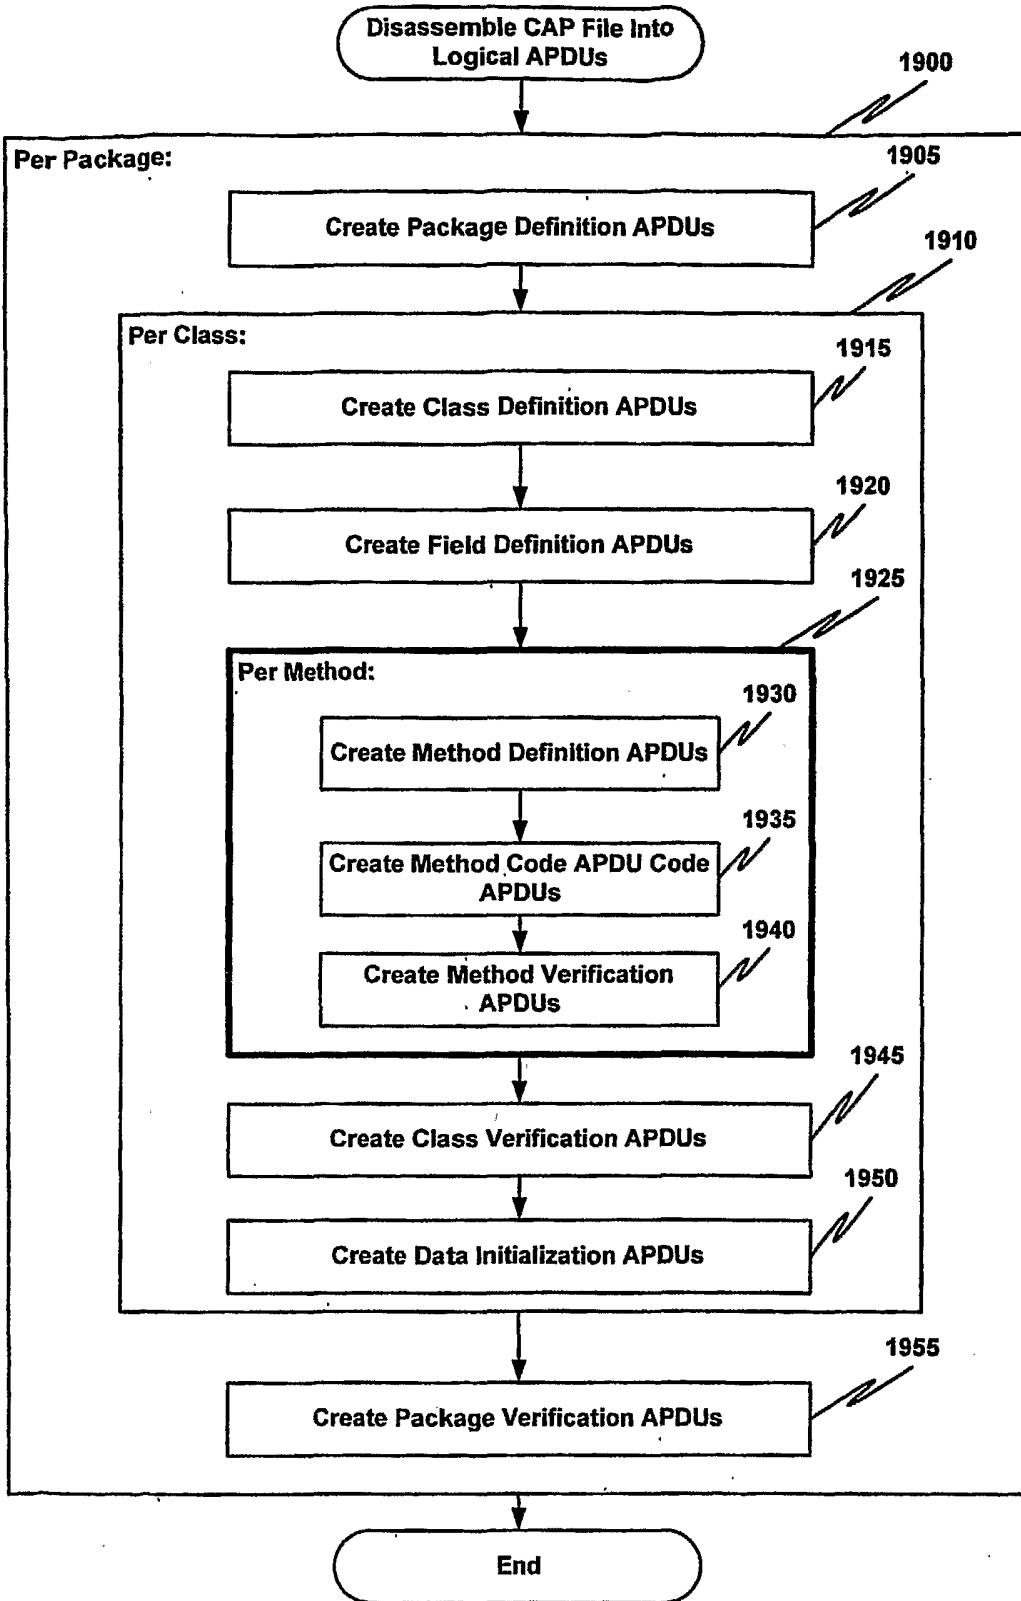 Disassemble CAP File Into
Logical APDUs
1900
Per Package:
1905
Create Package Definition APDUs
1910
Per Class:
1915
Create Class Definition APDUs
1920
Create Field Definition APDUs
1925
Per Method:
1930
Create Method Definition APDUs
1935
Create Method Code APDU Code
APDUs
1940
Create Method Verification
APDUs
1945
Create Class Verification APDUs
1950
Create Data Initialization APDUs
1955
Create Package Verification APDUs
End